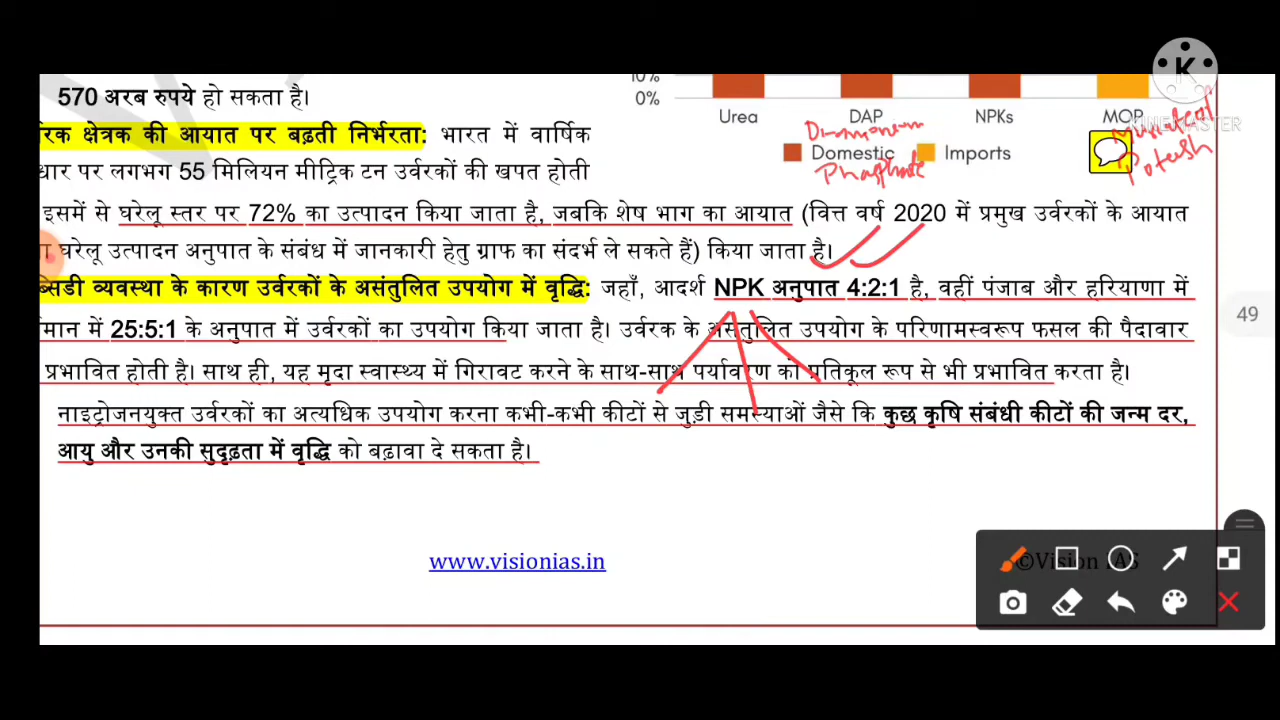 10%
570 अरब रुपये हो सकता है।
0%
Urea DAP NPKs MOP
KINEMASTER
रिक क्षेत्रक की आयात पर बढ़ती निर्भरता: भारत में वार्षिक
Domestic Imports
Phosphate
Potash
धार पर लगभग 55 मिलियन मीट्रिक टन उर्वरकों की खपत होती
इसमें से घरेलू स्तर पर 72% का उत्पादन किया जाता है, जबकि शेष भाग का आयात (वित्त वर्ष 2020 में प्रमुख उर्वरकों के आयात
घरेलू उत्पादन अनुपात के संबंध में जानकारी हेतु ग्राफ का संदर्भ ले सकते हैं) किया जाता है।
ब्सिडी व्यवस्था के कारण उर्वरकों के असंतुलित उपयोग में वृद्धि: जहाँ, आदर्श NPK अनुपात 4:2:1 है, वहीं पंजाब और हरियाणा में
49
र्मान में 25:5:1 के अनुपात में उर्वरकों का उपयोग किया जाता है। उर्वरक के असंतुलित उपयोग के परिणामस्वरूप फसल की पैदावार
प्रभावित होती है। साथ ही, यह मृदा स्वास्थ्य में गिरावट करने के साथ-साथ पर्यावरण को प्रतिकूल रूप से भी प्रभावित करता है।
नाइट्रोजनयुक्त उर्वरकों का अत्यधिक उपयोग करना कभी-कभी कीटों से जुड़ी समस्याओं जैसे कि कुछ कृषि संबंधी कीटों की जन्म दर,
आयु और उनकी सुदृढ़ता में वृद्धि को बढ़ावा दे सकता है।
www.visionias.in ©Vision IAS